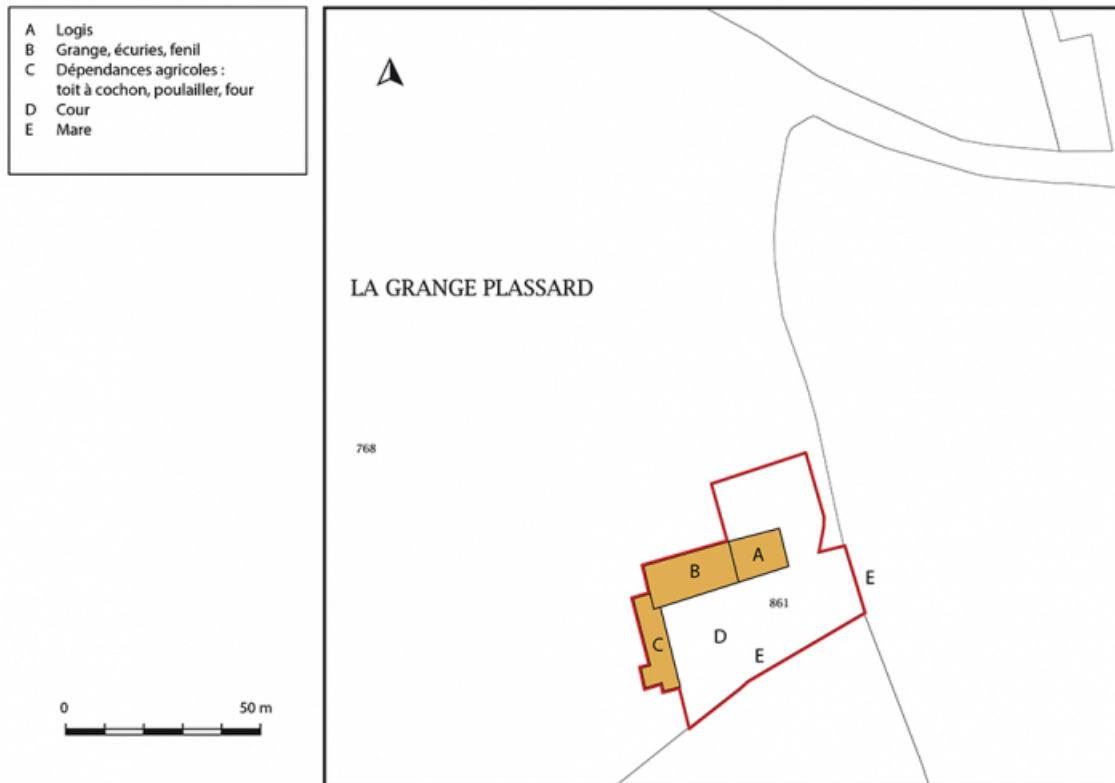 A Logis
B Grange, écuries, fenil
C Dépendances agricoles :
toit à cochon, poulailler, four
D Cour
E Mare
LA GRANGE PLASSARD
768
A
B
E
861
D
C
E
0 50 m